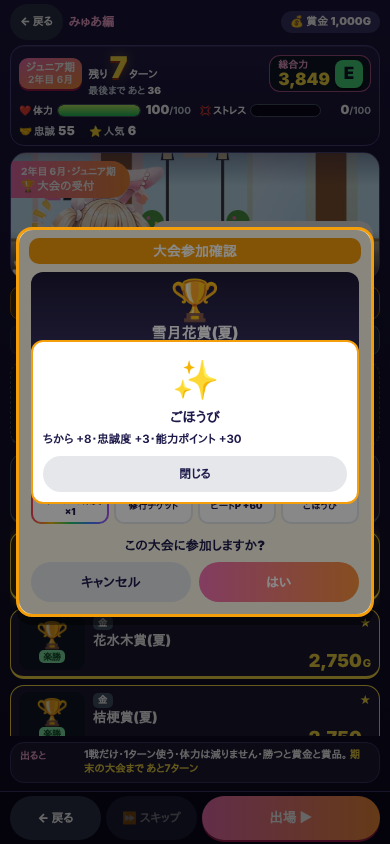 ← 戻る
みゅあ編
💰 賞金 1,000G
ジュニア期
2年目 6月
残り 7 ターン
最後まで あと 36
総合力
3,849 E
❤️ 体力 100/100
💢 ストレス 0/100
🤝 忠誠 55 ⭐ 人気 6
2年目 6月・ジュニア期
🏆 大会の受付
大会参加確認
雪月花賞(夏)
✨
ごほうび
ちから +8・忠誠度 +3・能力ポイント +30
閉じる
×1
修行チケット
ビートP +60
ごほうび
この大会に参加しますか?
キャンセル
はい
金
花水木賞(夏)
★
楽勝
2,750G
金
桔梗賞(夏)
★
楽勝
出ると
1戦だけ・1ターン使う・体力は減りません・勝つと賞金と賞品。期
末の大会まで あと7ターン
← 戻る
⏩ スキップ
出場 ▶